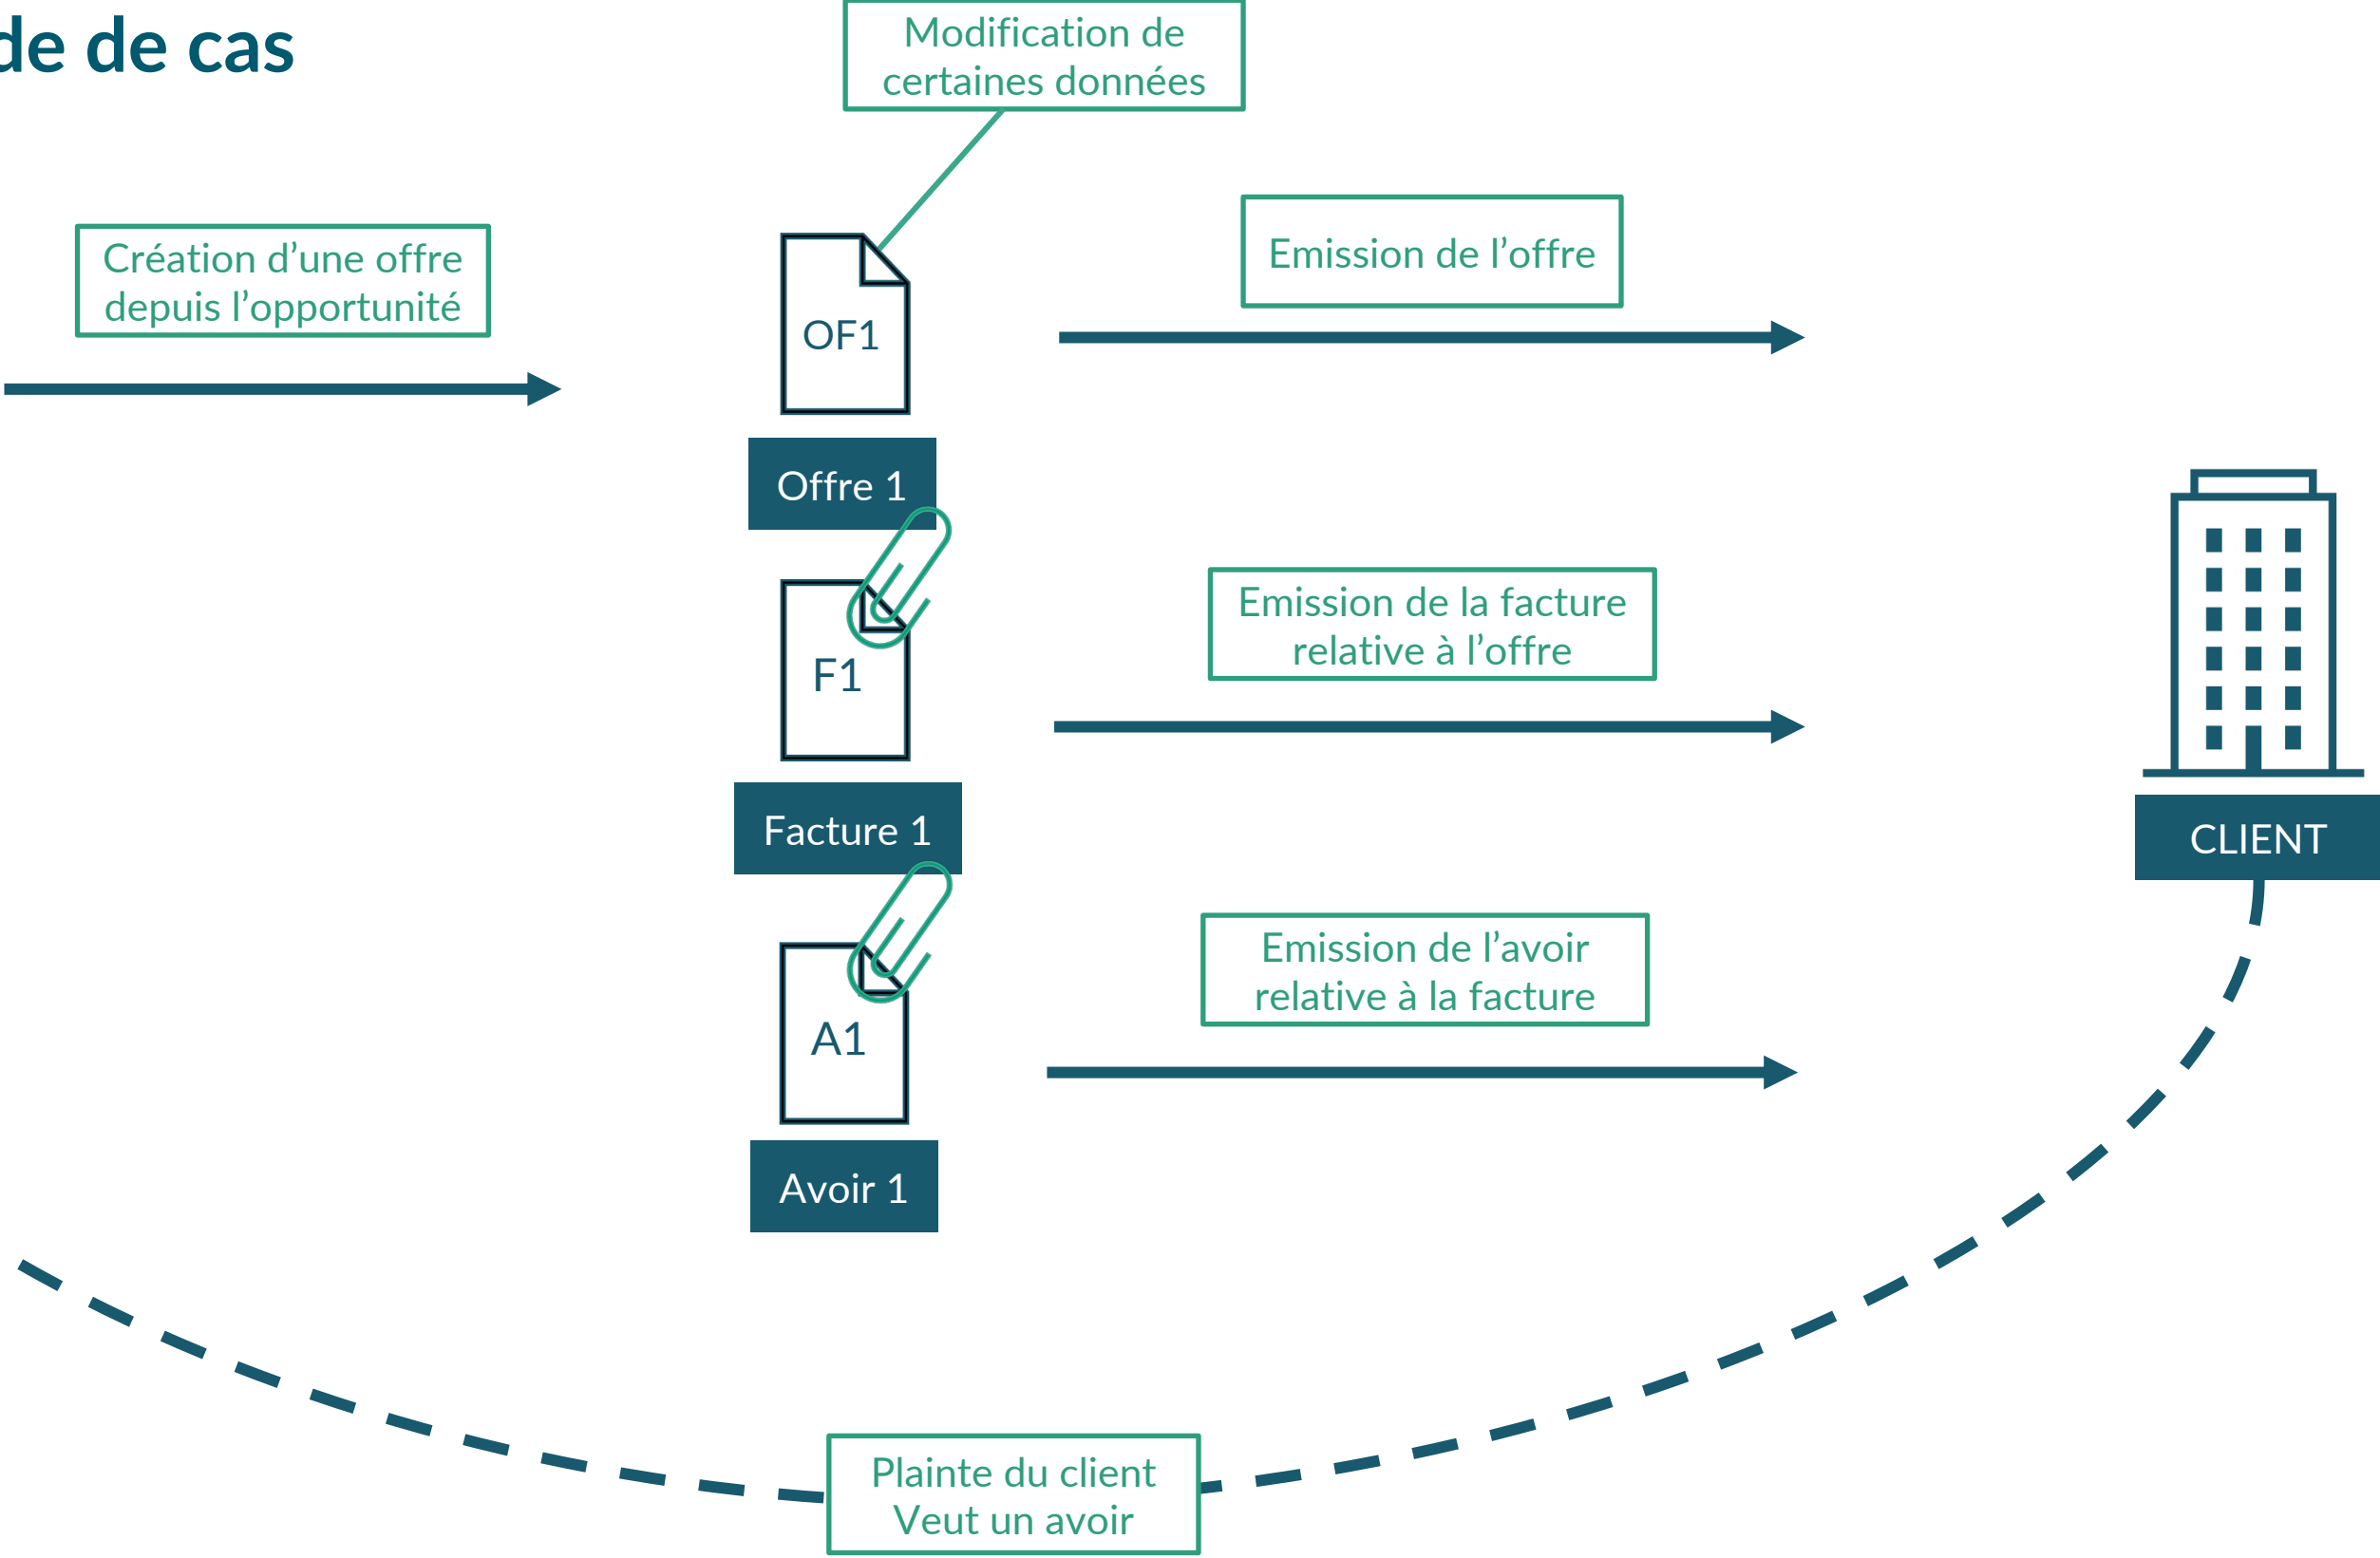 de de cas
Modification de
certaines données
Création d’une offre
depuis l’opportunité
Emission de l’offre
OF1
Offre 1
Emission de la facture
relative à l’offre
F1
Facture 1
CLIENT
Emission de l’avoir
relative à la facture
A1
Avoir 1
Plainte du client
Veut un avoir